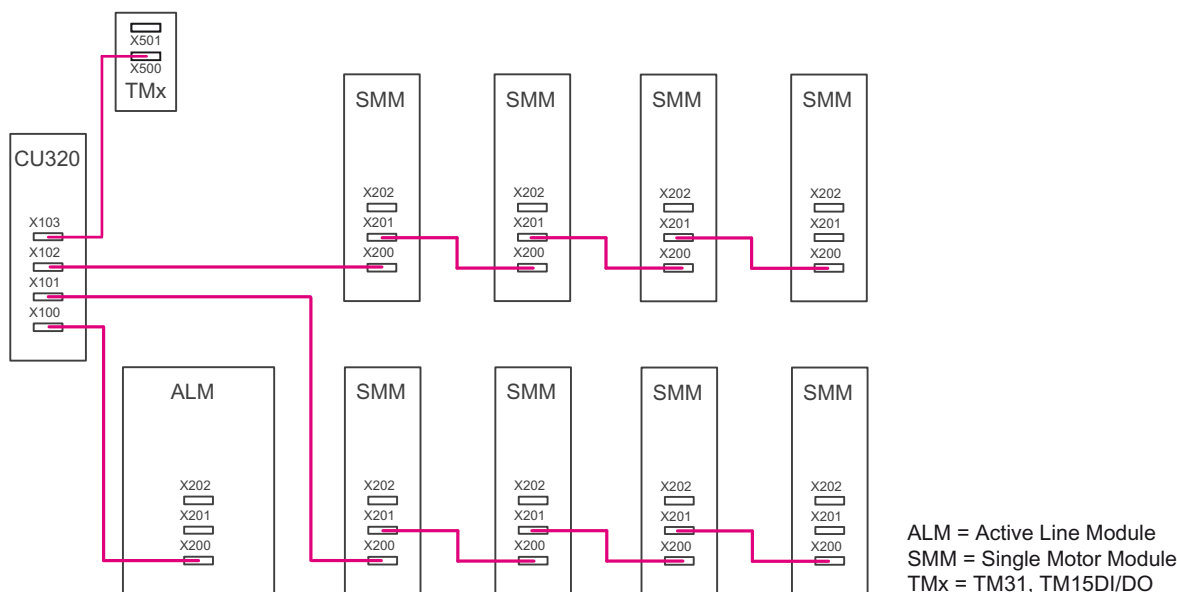 X501
X500
TMx
SMM SMM SMM SMM
CU320
X202 X202 X202 X202
X103 X201 X201 X201 X201
X102 X200 X200 X200 X200
X101
X100
ALM SMM SMM SMM SMM
X202 X202 X202 X202 X202
X201 X201 X201 X201 X201
X200 X200 X200 X200 X200
ALM = Active Line Module
SMM = Single Motor Module
TMx = TM31, TM15DI/DO